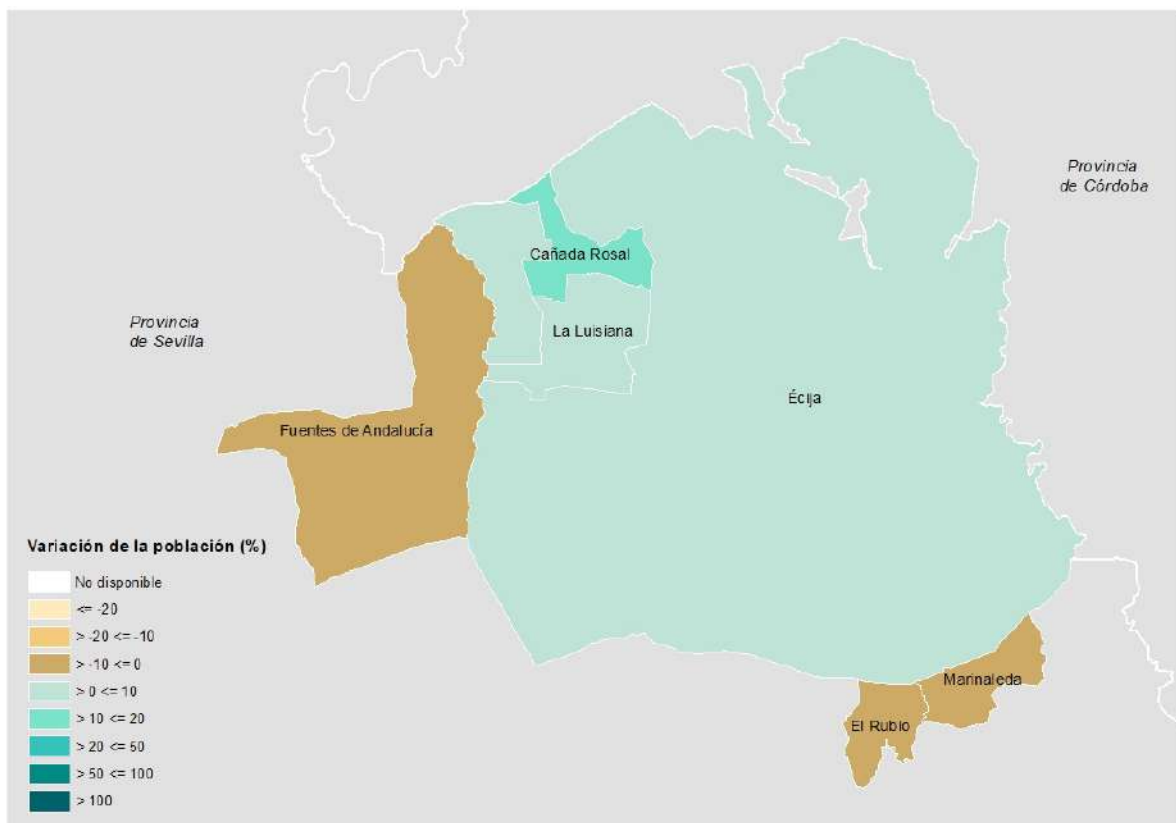 Provincia
de Córdoba
Cañada Rosal
Provincia
de Sevilla
La Luisiana
Écija
Fuentes de Andalucía
Marinaleda
El Rubio
Variación de la población (%)
No disponible
<= -20
> -20 <= -10
> -10 <= 0
> 0 <= 10
> 10 <= 20
> 20 <= 50
> 50 <= 100
> 100